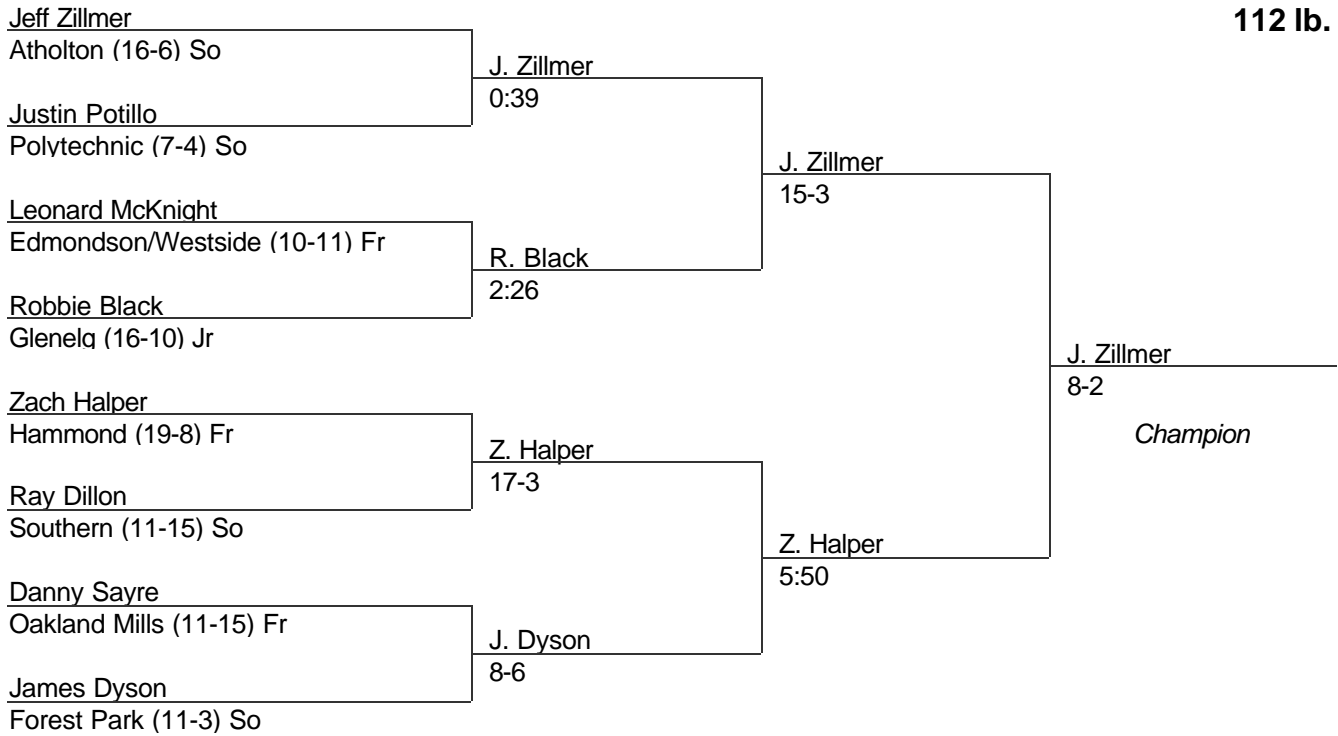 112 lb.
Jeff Zillmer
Atholton (16-6) So
Justin Potillo
Polytechnic (7-4) So
Leonard McKnight
Edmondson/Westside (10-11) Fr
Robbie Black
Glenelg (16-10) Jr
Zach Halper
Hammond (19-8) Fr
Ray Dillon
Southern (11-15) So
Danny Sayre
Oakland Mills (11-15) Fr
James Dyson
Forest Park (11-3) So
J. Zillmer
0:39
R. Black
2:26
Z. Halper
17-3
J. Dyson
8-6
J. Zillmer
15-3
Z. Halper
5:50
J. Zillmer
8-2
Champion